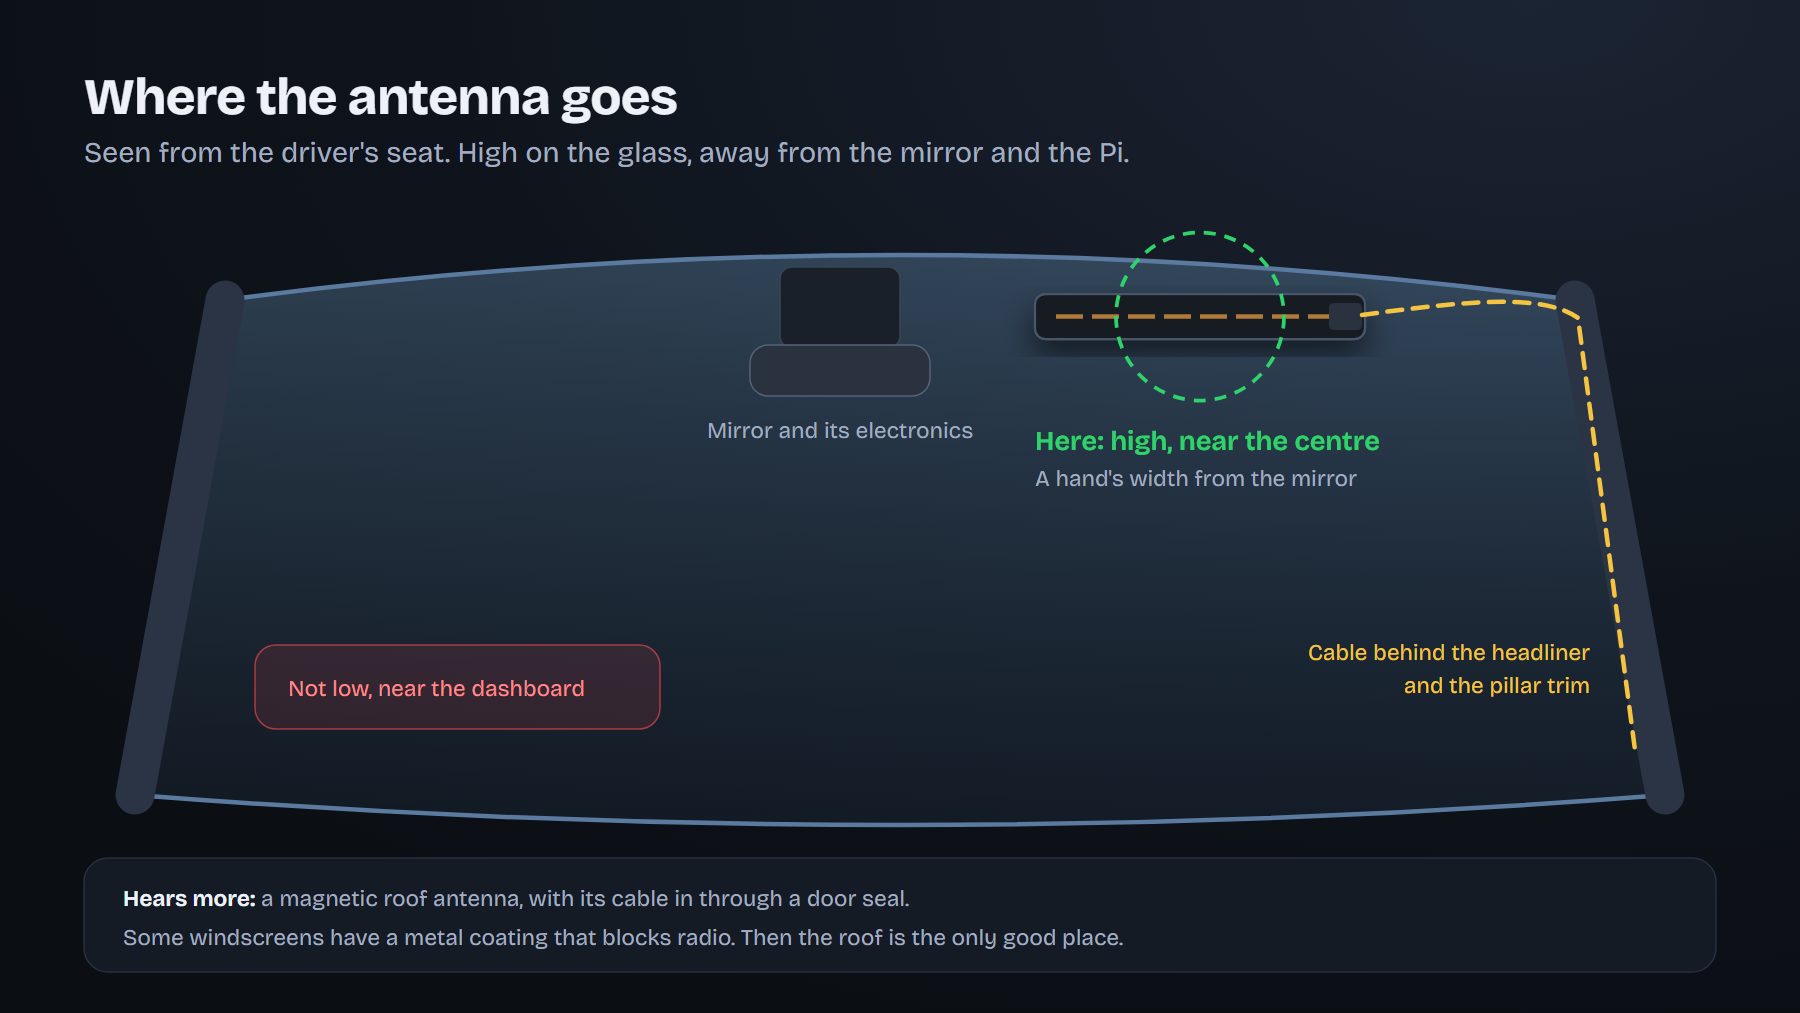 Where the antenna goes
Seen from the driver's seat. High on the glass, away from the mirror and the Pi.
Mirror and its electronics
Here: high, near the centre
A hand's width from the mirror
Not low, near the dashboard
Cable behind the headliner
and the pillar trim
Hears more: a magnetic roof antenna, with its cable in through a door seal.
Some windscreens have a metal coating that blocks radio. Then the roof is the only good place.